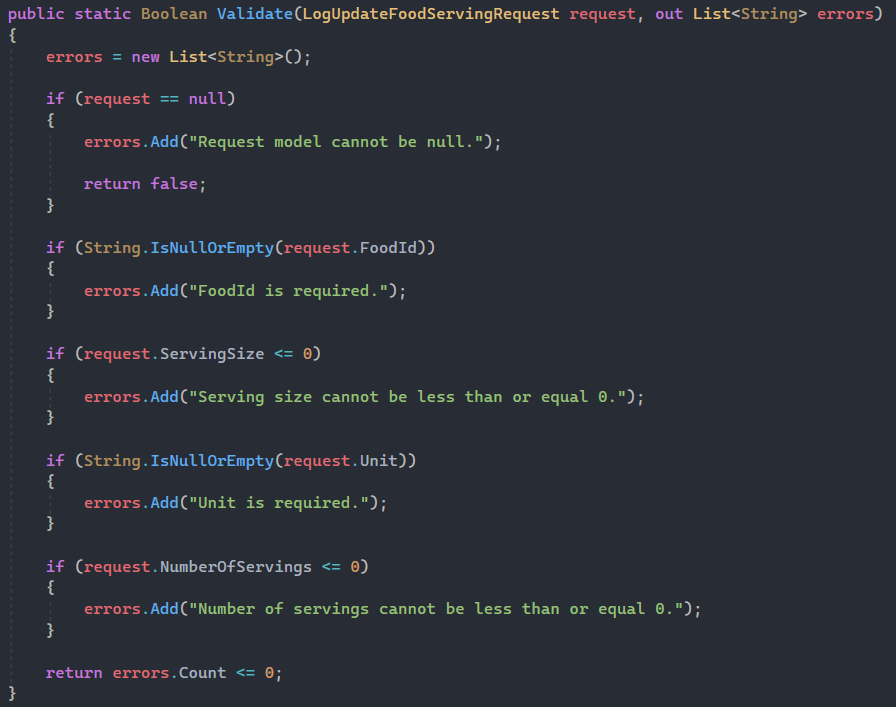 public static Boolean Validate(LogUpdateFoodServingRequest request, out List<String> errors)
{
    errors = new List<String>();

    if (request == null)
    {
        errors.Add("Request model cannot be null.");

        return false;
    }

    if (String.IsNullOrEmpty(request.FoodId))
    {
        errors.Add("FoodId is required.");
    }

    if (request.ServingSize <= 0)
    {
        errors.Add("Serving size cannot be less than or equal 0.");
    }

    if (String.IsNullOrEmpty(request.Unit))
    {
        errors.Add("Unit is required.");
    }

    if (request.NumberOfServings <= 0)
    {
        errors.Add("Number of servings cannot be less than or equal 0.");
    }

    return errors.Count <= 0;
}